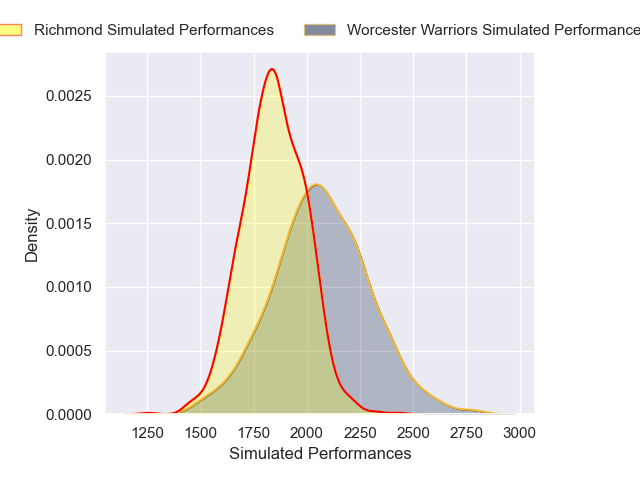 Richmond Simulated Performances
Worcester Warriors Simulated Performance
0.0025
0.0020
0.0015
0.0010
0.0005
0.0000
Density
1250 1500 1750 2000 2250 2500 2750 3000
Simulated Performances